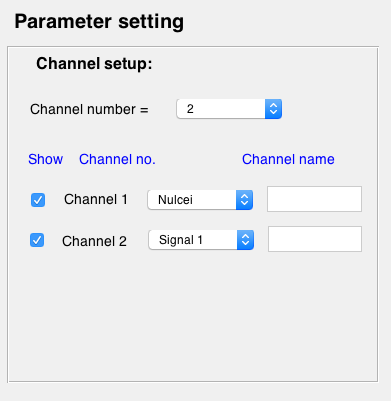 Parameter setting
Channel setup:
Channel number = 2
Show Channel no. Channel name
Channel 1 Nulcei
Channel 2 Signal 1